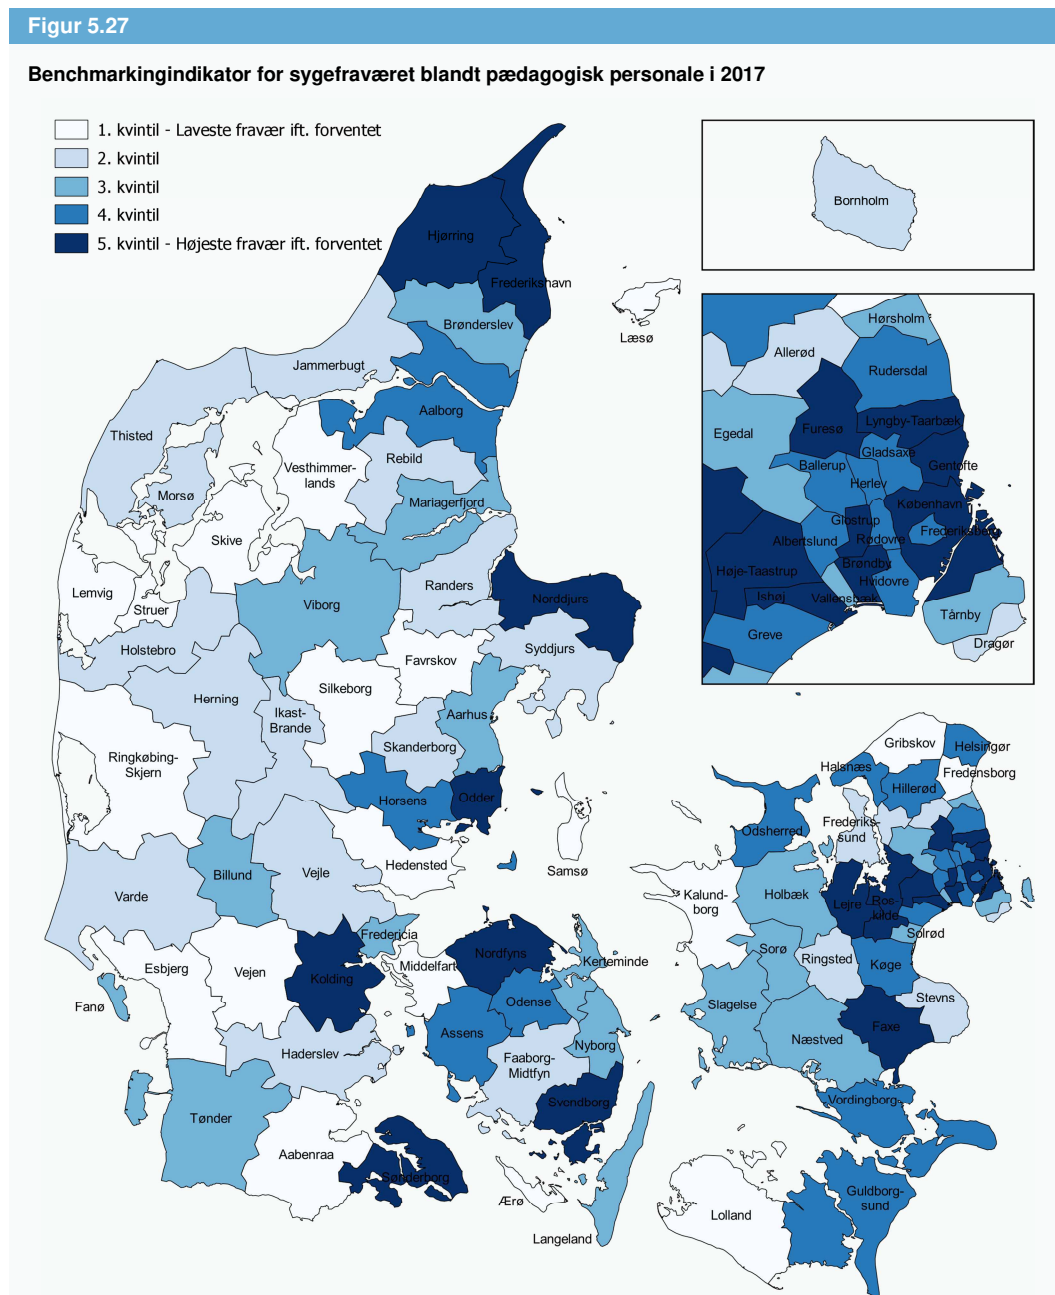 Figur 5.27
Benchmarkingindikator for sygefraværet blandt pædagogisk personale i 2017
1. kvintil - Laveste fravær ift. forventet
2. kvintil
3. kvintil
4. kvintil
5. kvintil - Højeste fravær ift. forventet
Bornholm
Hjørring
Frederikshavn
Brønderslev
Læsø
Jammerbugt
Aalborg
Thisted
Vesthimmer-
lands
Rebild
Morsø
Mariagerfjord
Skive
Lemvig
Struer
Viborg
Randers
Norddjurs
Holstebro
Favrskov
Syddjurs
Silkeborg
Herning
Ikast-
Brande
Aarhus
Skanderborg
Ringkøbing-
Skjern
Horsens
Odder
Hedensted
Samsø
Billund
Vejle
Varde
Fredericia
Esbjerg
Vejen
Kolding
Middelfart
Nordfyns
Kerteminde
Fanø
Odense
Assens
Nyborg
Haderslev
Faaborg-
Midtfyn
Svendborg
Tønder
Aabenraa
Sønderborg
Ærø
Langeland
Hørsholm
Allerød
Rudersdal
Egedal
Furesø
Lyngby-Taarbæk
Gladsaxe
Ballerup
Gentofte
Herlev
København
Glostrup
Frederiksberg
Albertslund
Rødovre
Brøndby
Høje-Taastrup
Hvidovre
Ishøj
Vallensbæk
Greve
Tårnby
Dragør
Gribskov
Helsingør
Halsnæs
Fredensborg
Hillerød
Odsherred
Frederiks-
sund
Kalund-
borg
Holbæk
Lejre
Ros-
kilde
Solrød
Sorø
Ringsted
Køge
Slagelse
Stevns
Faxe
Næstved
Vordingborg
Guldborg-
sund
Lolland